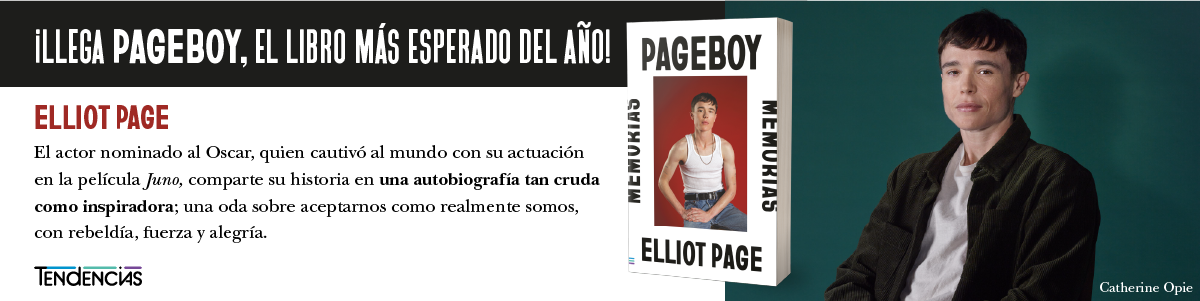 ¡LLEGA PAGEBOY, EL LIBRO MÁS ESPERADO DEL AÑO!
ELLIOT PAGE
El actor nominado al Oscar, quien cautivó al mundo con su actuación
en la película Juno, comparte su historia en una autobiografía tan cruda
como inspiradora; una oda sobre aceptarnos como realmente somos,
con rebeldía, fuerza y alegría.
TENDENCIAS
PAGEBOY
MEMORIAS
MEMORIAS
ELLIOT PAGE
Catherine Opie